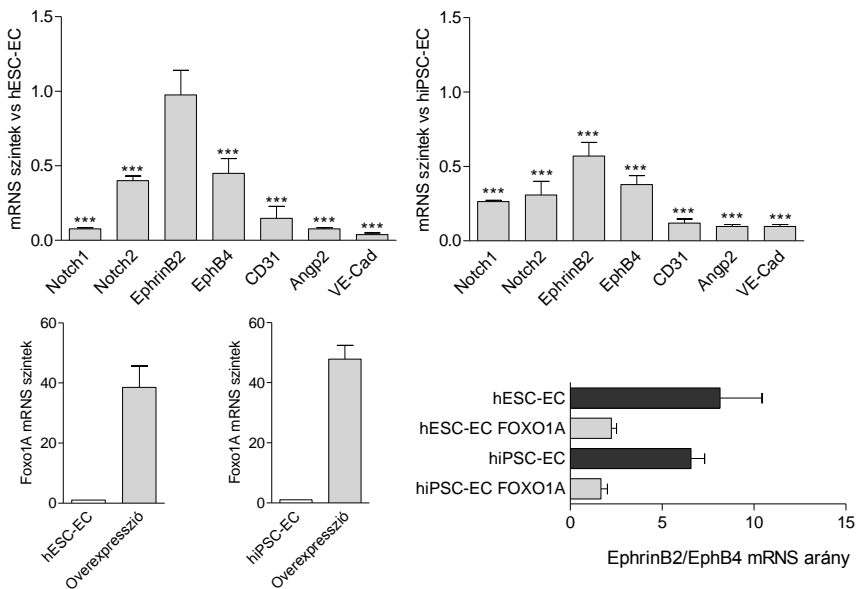 mRNS szintek vs hESC-EC
1.5
1.0
0.5
0.0
***
***
***
***
***
***
Notch1
Notch2
EphrinB2
EphB4
CD31
Angp2
VE-Cad
mRNS szintek vs hiPSC-EC
1.5
1.0
0.5
0.0
***
***
***
***
***
***
***
Notch1
Notch2
EphrinB2
EphB4
CD31
Angp2
VE-Cad
Foxo1A mRNS szintek
60
40
20
0
hESC-EC
Overexpresszió
Foxo1A mRNS szintek
60
40
20
0
hiPSC-EC
Overexpresszió
hESC-EC
hESC-EC FOXO1A
hiPSC-EC
hiPSC-EC FOXO1A
0
5
10
15
EphrinB2/EphB4 mRNS arány